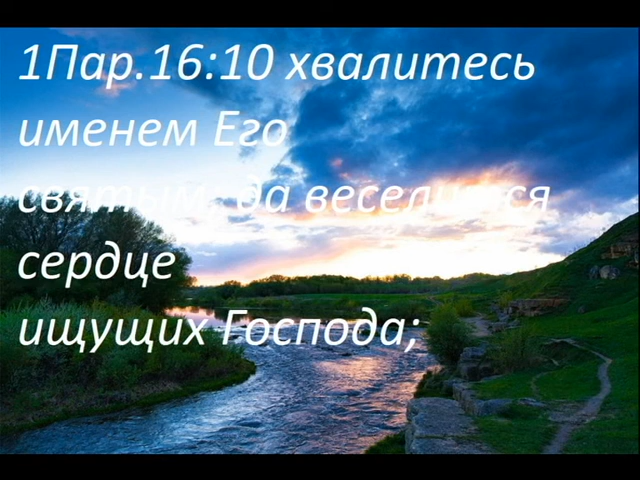 1Пар.16:10 хвалитесь
именем Его
святым; да веселится
сердце
ищущих Господа;